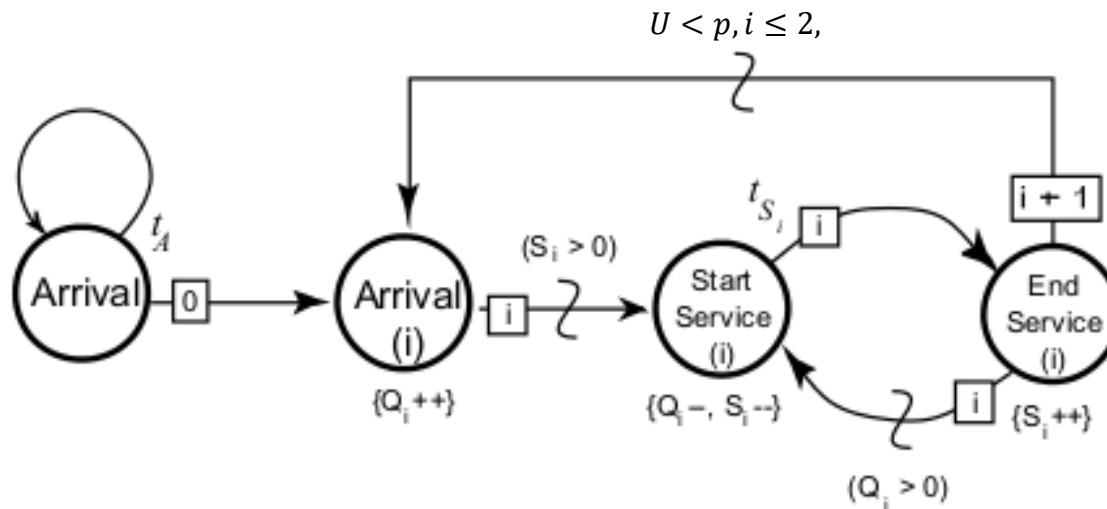 U < p, i ≤ 2,
t_A
Arrival
0
Arrival
(i)
{Q_i ++}
(S_i > 0)
i
Start
Service
(i)
{Q_i –, S_i --}
t_{S_i}
i
i + 1
End
Service
(i)
{S_i ++}
i
(Q_i > 0)